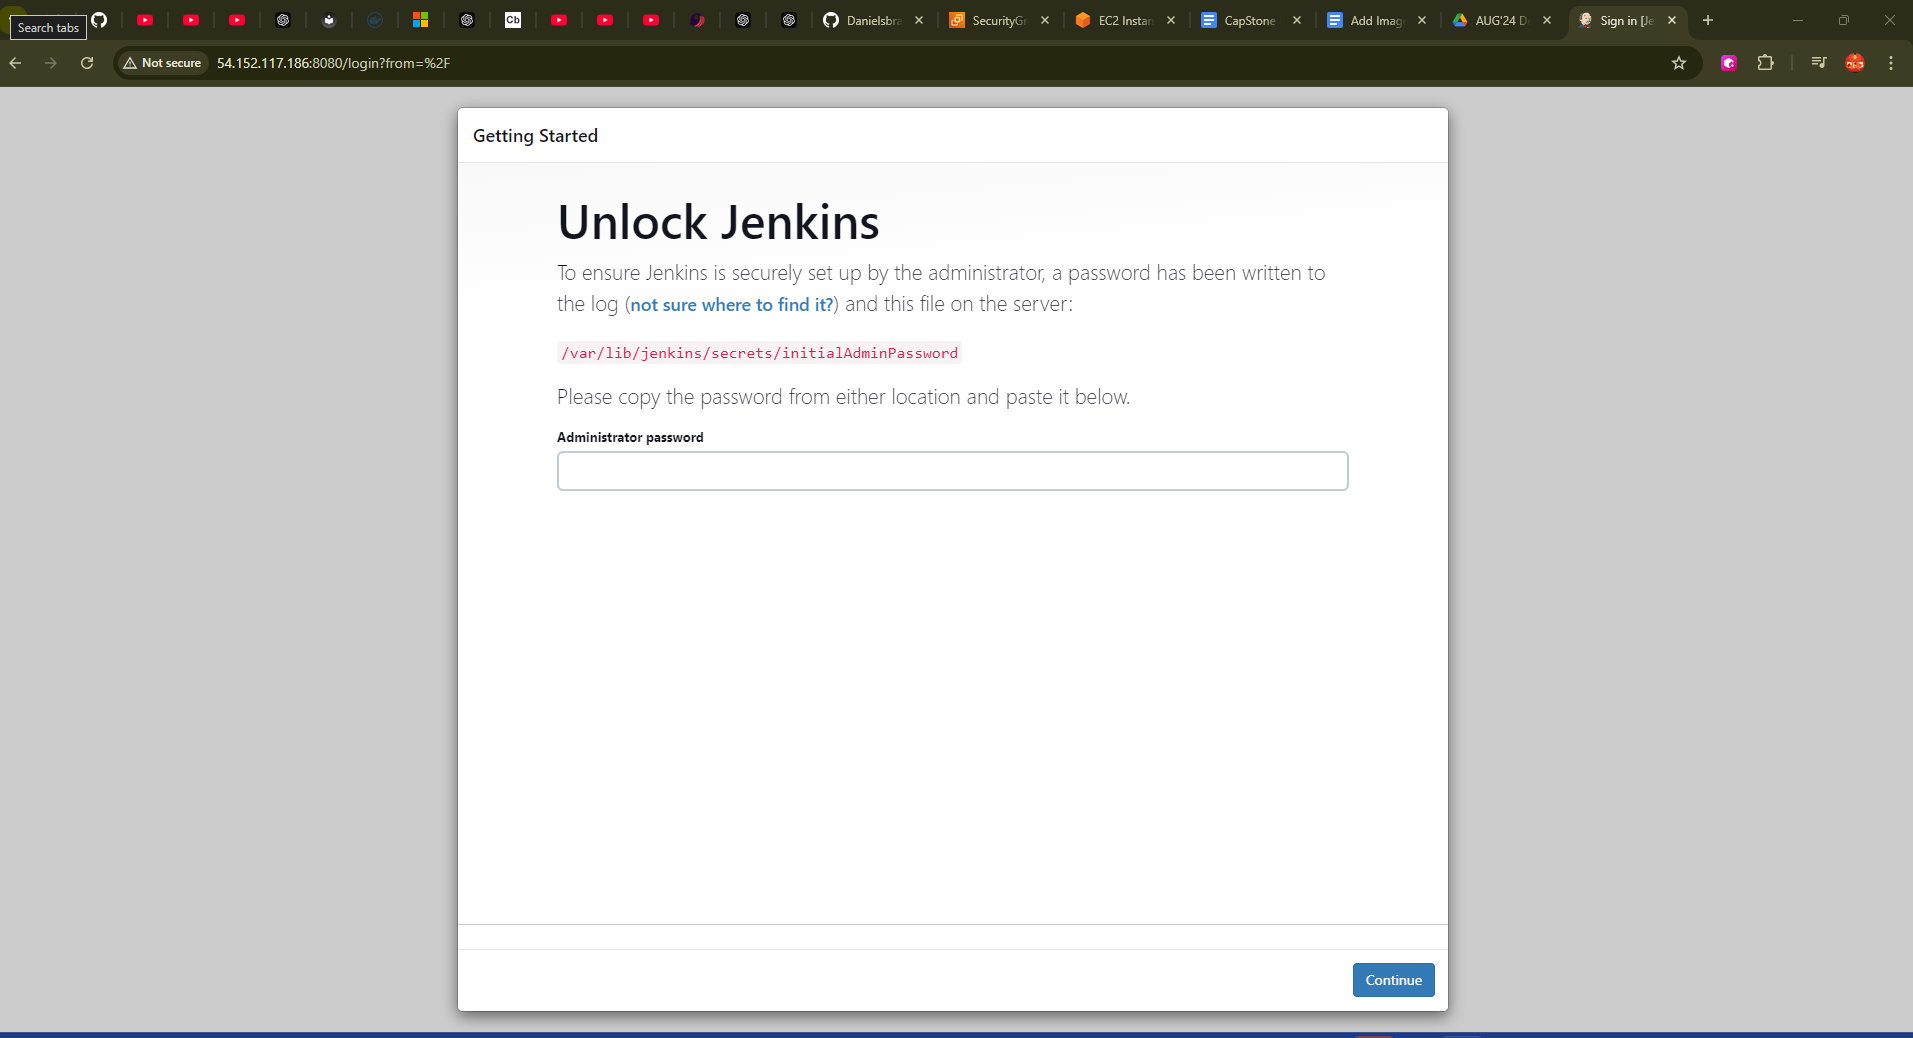 Search tabs
Cb
Danielsbra
SecurityGr
EC2 Instan
CapStone
Add Imag
AUG'24 D
Sign in [Je
Not secure
54.152.117.186:8080/login?from=%2F
Getting Started
Unlock Jenkins
To ensure Jenkins is securely set up by the administrator, a password has been written to
the log (not sure where to find it?) and this file on the server:
/var/lib/jenkins/secrets/initialAdminPassword
Please copy the password from either location and paste it below.
Administrator password
Continue